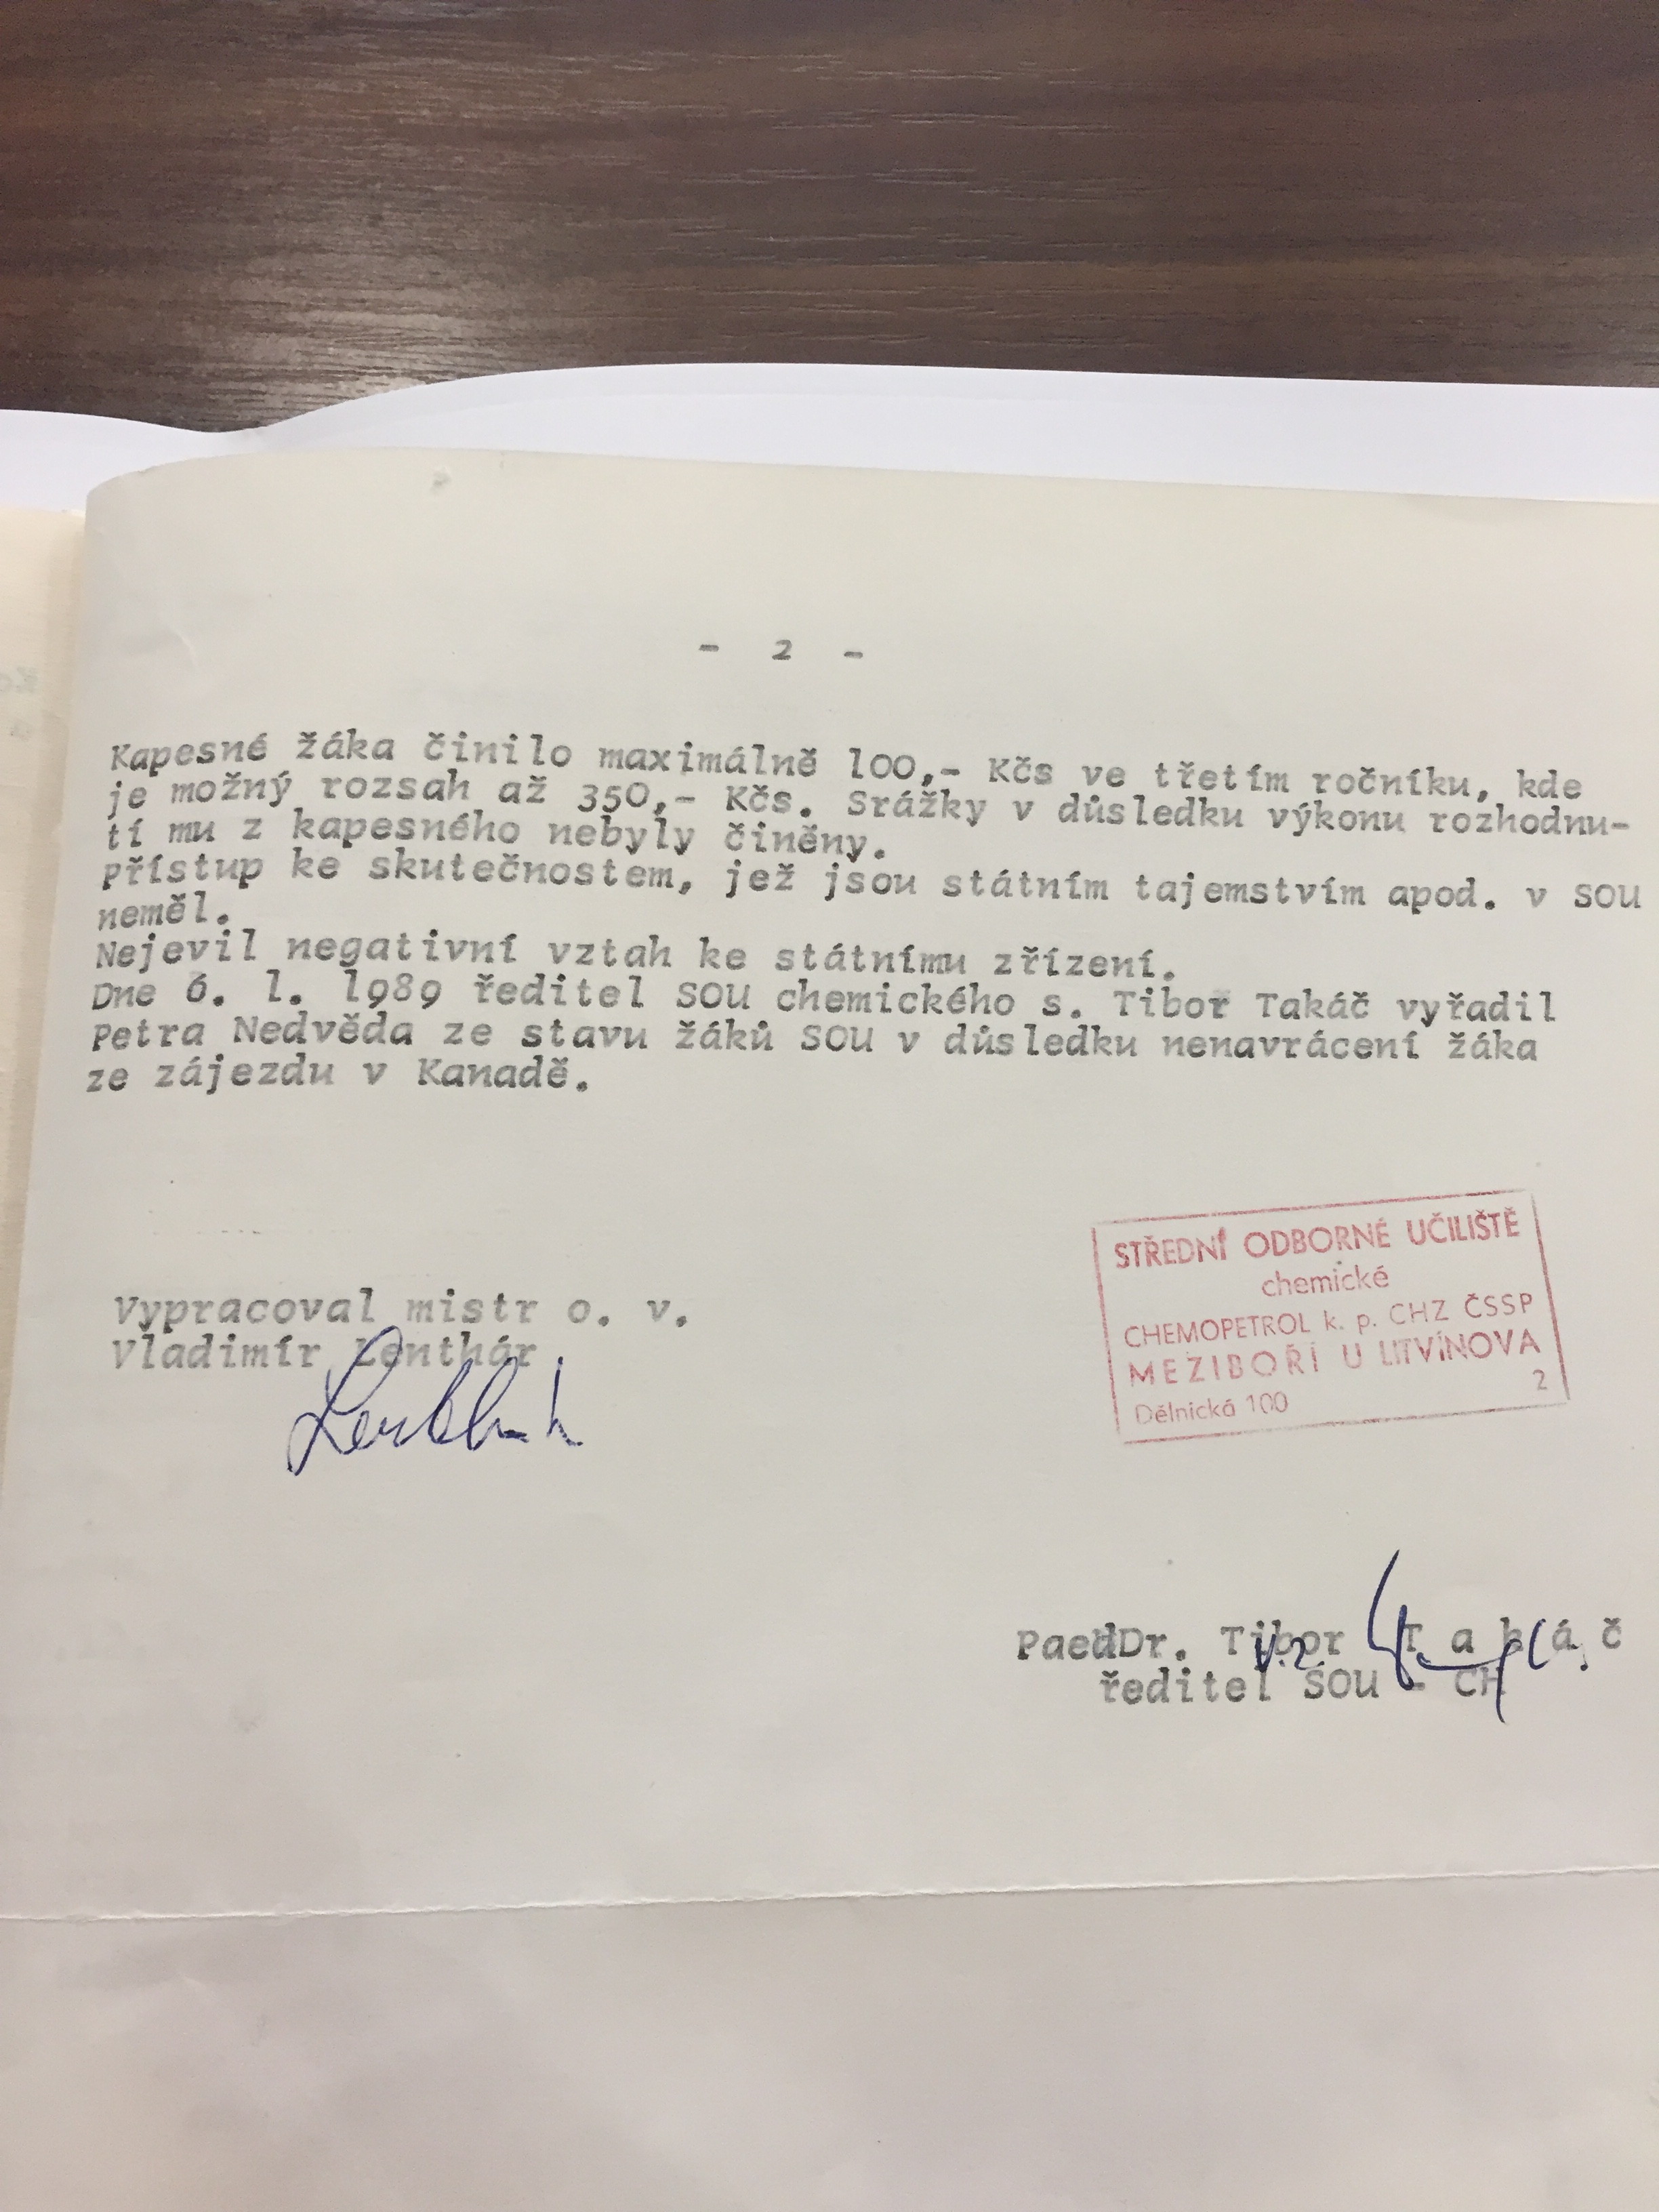 - 2 -
Kapesné žáka činilo maximálně 100,- Kčs ve třetím ročníku, kde
je možný rozsah až 350,- Kčs. Srážky v důsledku výkonu rozhodnu-
tí mu z kapesného nebyly činěny.
Přístup ke skutečnostem, jež jsou státním tajemstvím apod. v SOU
neměl.
Nejevil negativní vztah ke státnímu zřízení.
Dne 6. 1. 1989 ředitel SOU chemického s. Tibor Takáč vyřadil
Petra Nedvěda ze stavu žáků SOU v důsledku nenavrácení žáka
ze zájezdu v Kanadě.
Vypracoval mistr o. v.
Vladimír Lenthár
STŘEDNÍ ODBORNÉ UČILIŠTĚ
chemické
CHEMOPETROL k. p. CHZ ČSSP
MEZIBOŘÍ U LITVÍNOVA
Dělnická 100 2
PaedDr. Tibor T a k á č
ředitel SOU - CH